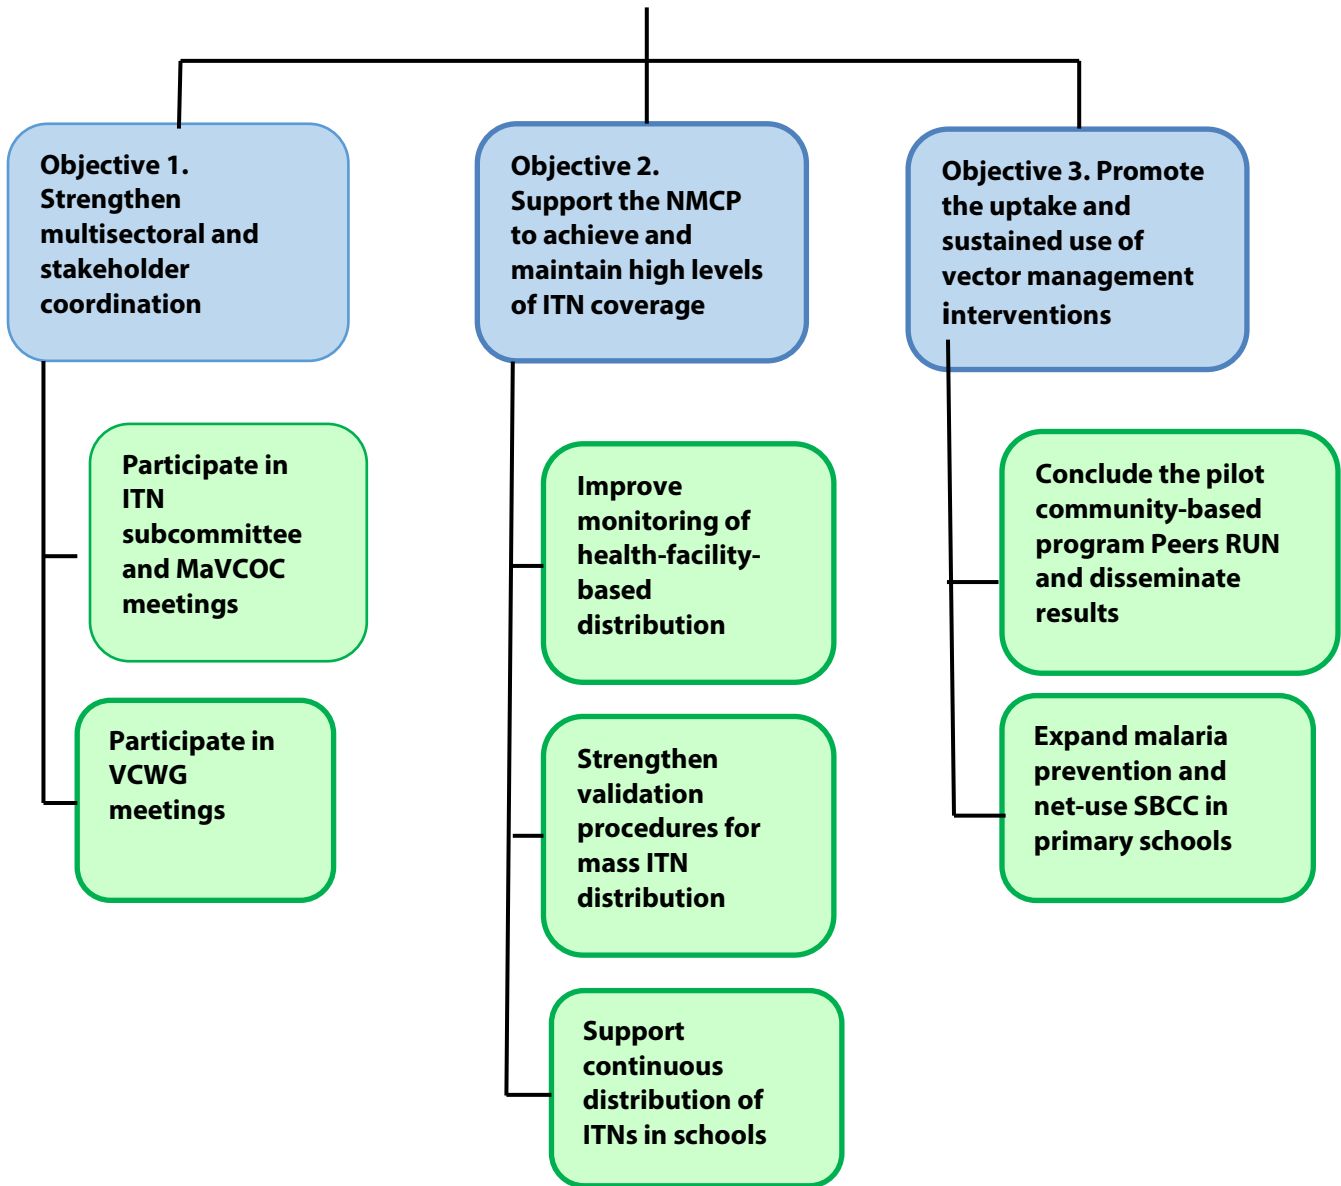 Objective 1.
Strengthen
multisectoral and
stakeholder
coordination
Participate in
ITN
subcommittee
and MaVCOC
meetings
Participate in
VCWG
meetings
Objective 2.
Support the NMCP
to achieve and
maintain high levels
of ITN coverage
Improve
monitoring of
health-facility-
based
distribution
Strengthen
validation
procedures for
mass ITN
distribution
Support
continuous
distribution of
ITNs in schools
Objective 3. Promote
the uptake and
sustained use of
vector management
interventions
Conclude the pilot
community-based
program Peers RUN
and disseminate
results
Expand malaria
prevention and
net-use SBCC in
primary schools